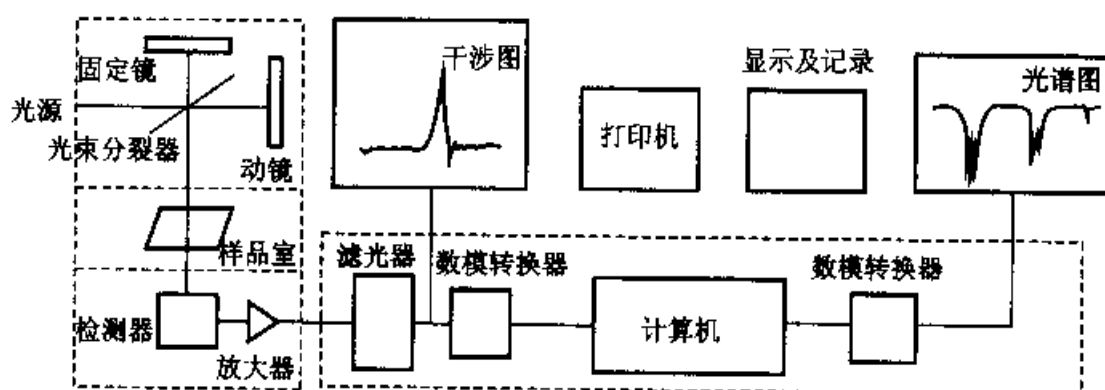 固定镜
光源
光束分裂器
动镜
样品室
检测器
放大器
干涉图
打印机
显示及记录
光谱图
滤光器
数模转换器
计算机
数模转换器